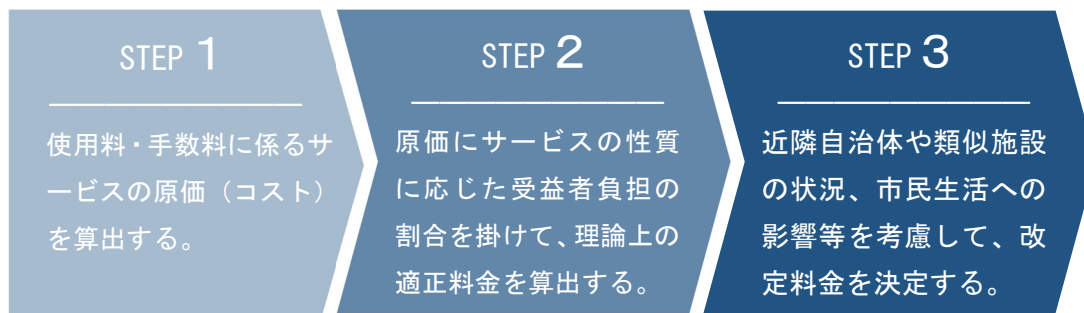 STEP 1
使用料・手数料に係るサ
ービスの原価（コスト）
を算出する。
STEP 2
原価にサービスの性質
に応じた受益者負担の
割合を掛けて、理論上の
適正料金を算出する。
STEP 3
近隣自治体や類似施設
の状況、市民生活への
影響等を考慮して、改
定料金を決定する。